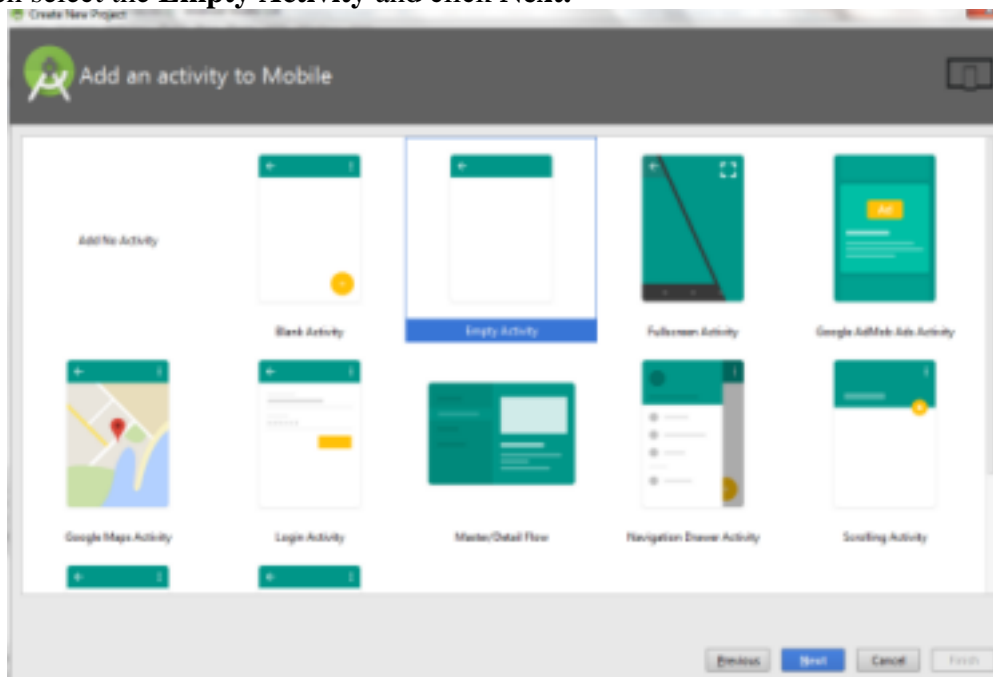 n select the Empty Activity and click Next.
Create New Project
Add an activity to Mobile
Add No Activity
Blank Activity
Empty Activity
Fullscreen Activity
Google AdMob Ads Activity
Ad
Google Maps Activity
Login Activity
Master/Detail Flow
Navigation Drawer Activity
Scrolling Activity
Previous
Next
Cancel
Finish